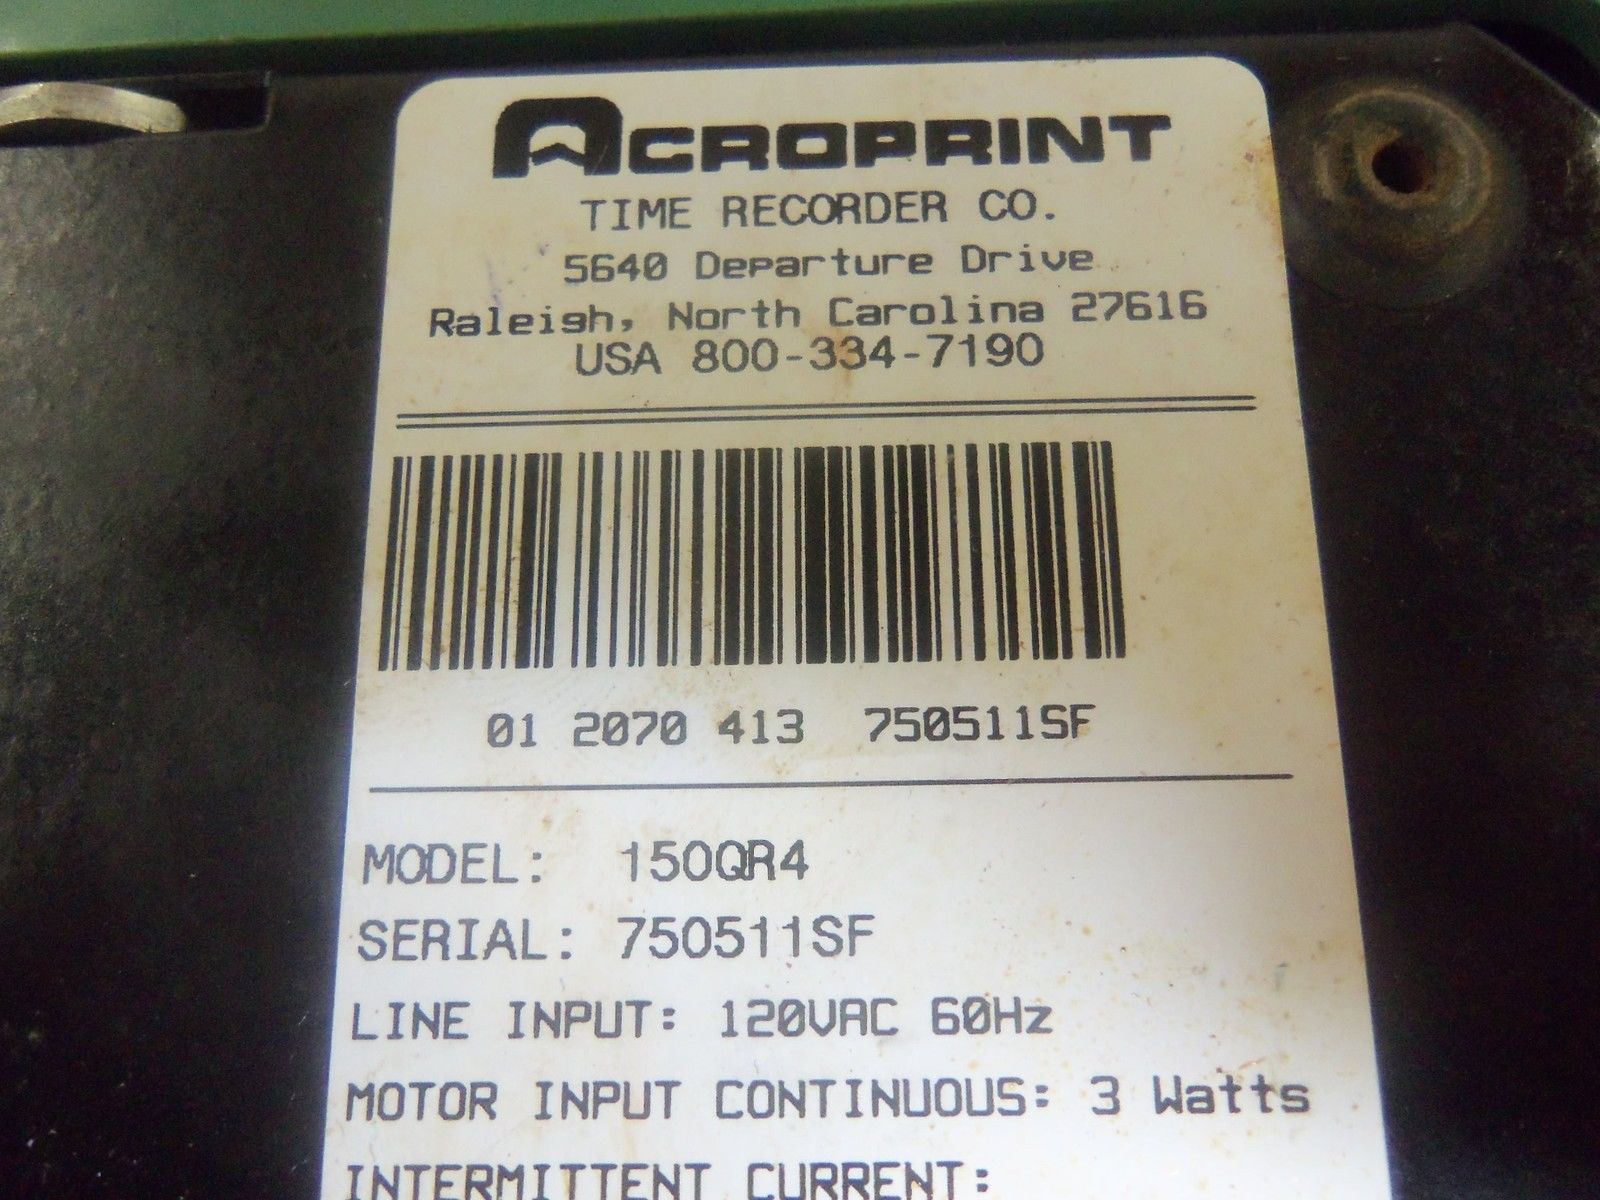 ACROPRINT
TIME RECORDER CO.
5640 Departure Drive
Raleigh, North Carolina 27616
USA 800-334-7190
01 2070 413 750511SF
MODEL: 150QR4
SERIAL: 750511SF
LINE INPUT: 120VAC 60Hz
MOTOR INPUT CONTINUOUS: 3 Watts
INTERMITTENT CURRENT: